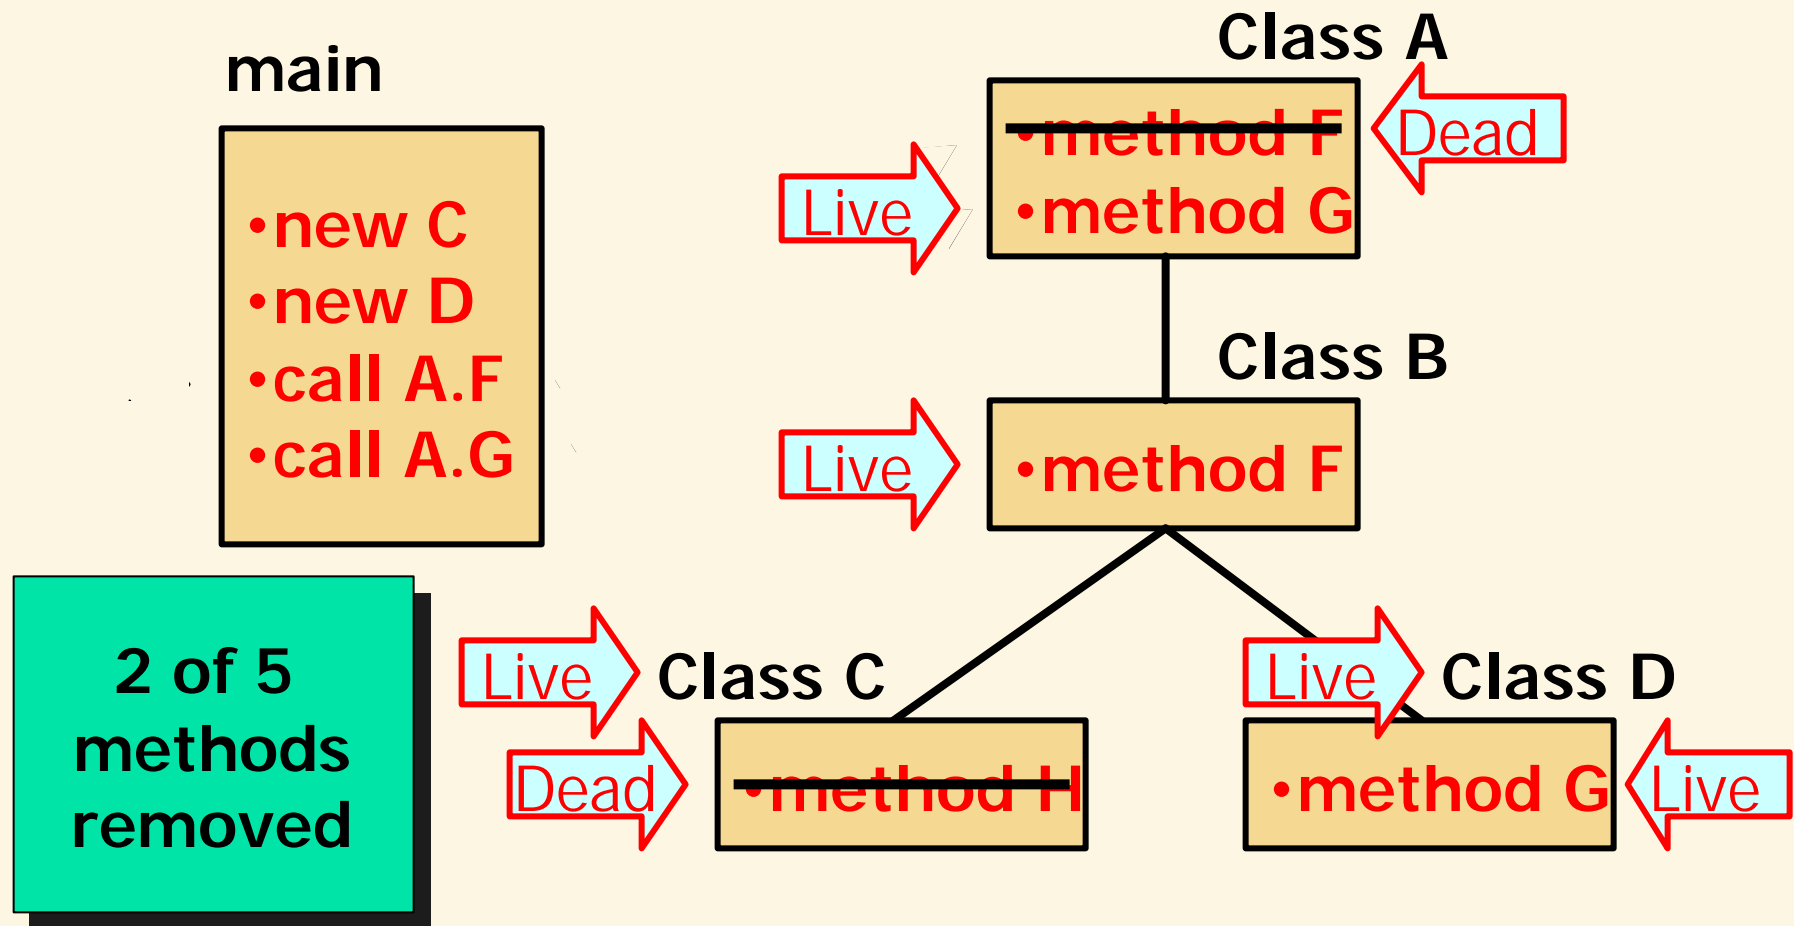 main
•new C
•new D
•call A.F
•call A.G
2 of 5
methods
removed
Class A
•method F
Dead
Live
•method G
Class B
Live
•method F
Live
Class C
Dead
•method H
Live
Class D
•method G
Live